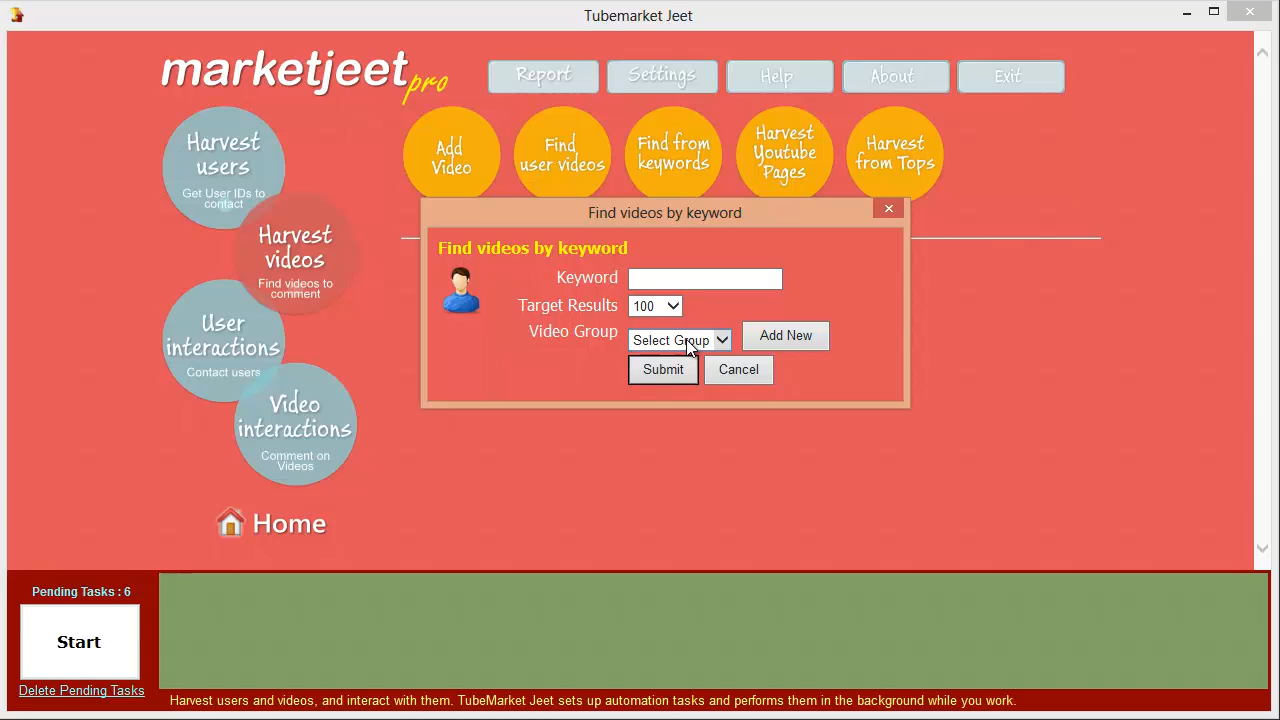 Tubemarket Jeet
marketjeet pro
Report
Settings
Help
About
Exit
Harvest
users
Get User IDs to
contact
Harvest
videos
Find videos to
comment
User
interactions
Contact users
Video
interactions
Comment on
Videos
Home
Add
Video
Find
user videos
Find from
keywords
Harvest
Youtube
Pages
Harvest
from Tops
Find videos by keyword
Find videos by keyword
Keyword
Target Results
100
Video Group
Select Group
Add New
Submit
Cancel
Pending Tasks : 6
Start
Delete Pending Tasks
Harvest users and videos, and interact with them. TubeMarket Jeet sets up automation tasks and performs them in the background while you work.